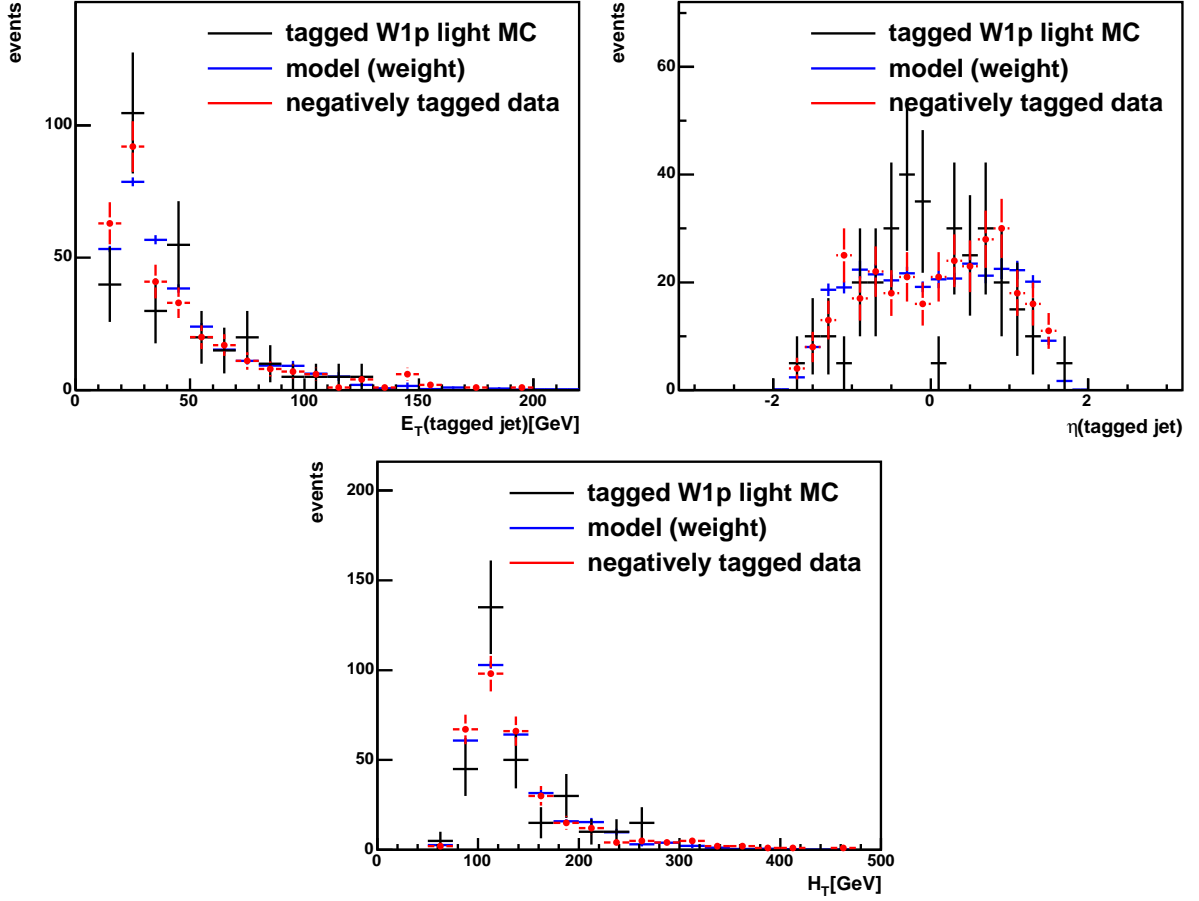 events
tagged W1p light MC
model (weight)
negatively tagged data
100
50
0
0 50 100 150 200
E_T(tagged jet)[GeV]
events
tagged W1p light MC
model (weight)
negatively tagged data
60
40
20
0
-2 0 2
η(tagged jet)
events
tagged W1p light MC
model (weight)
negatively tagged data
200
150
100
50
0
0 100 200 300 400 500
H_T[GeV]